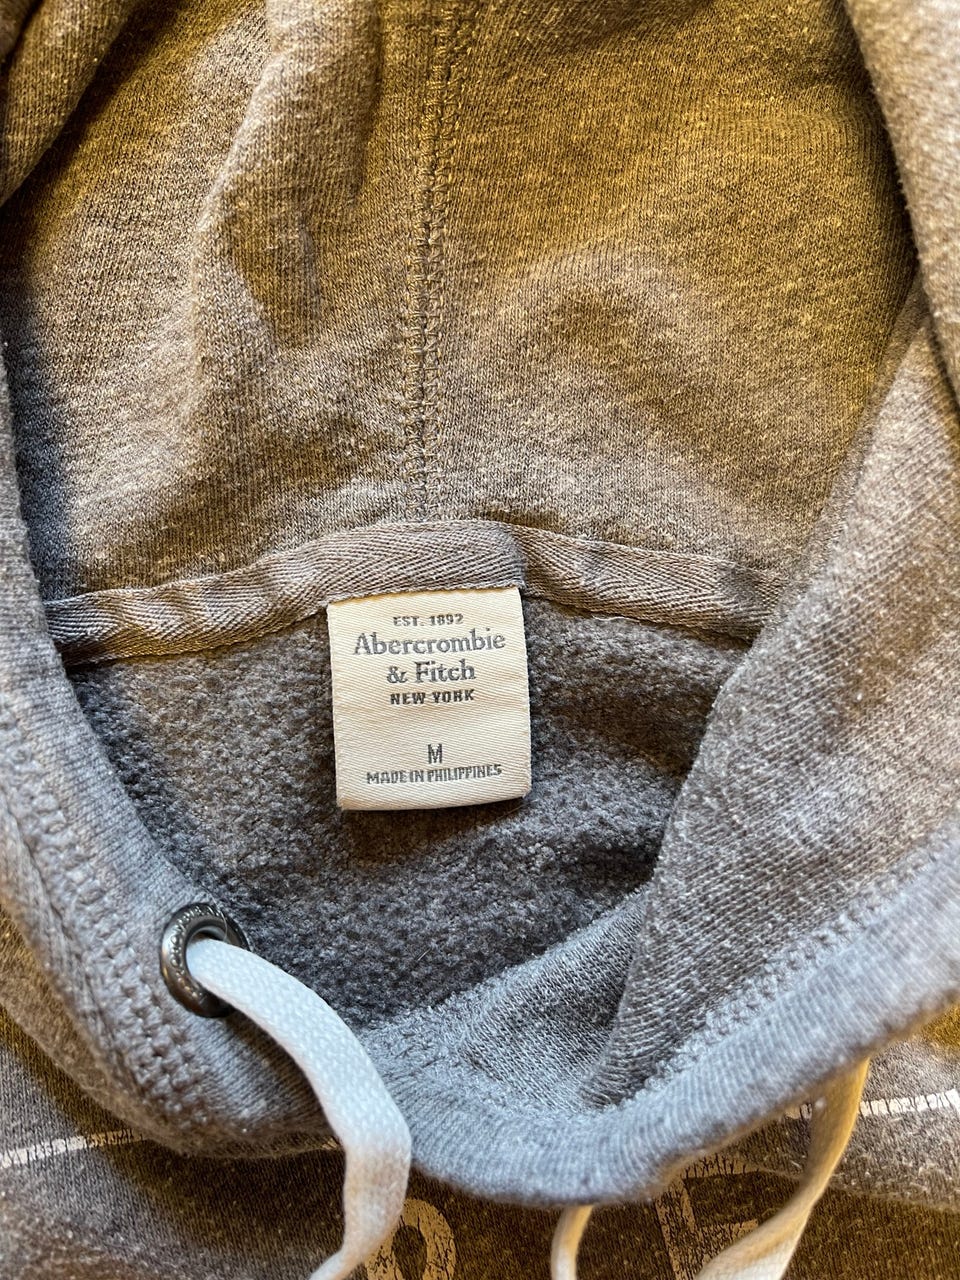 EST. 1892
Abercrombie
& Fitch
NEW YORK
M
MADE IN PHILIPPINES